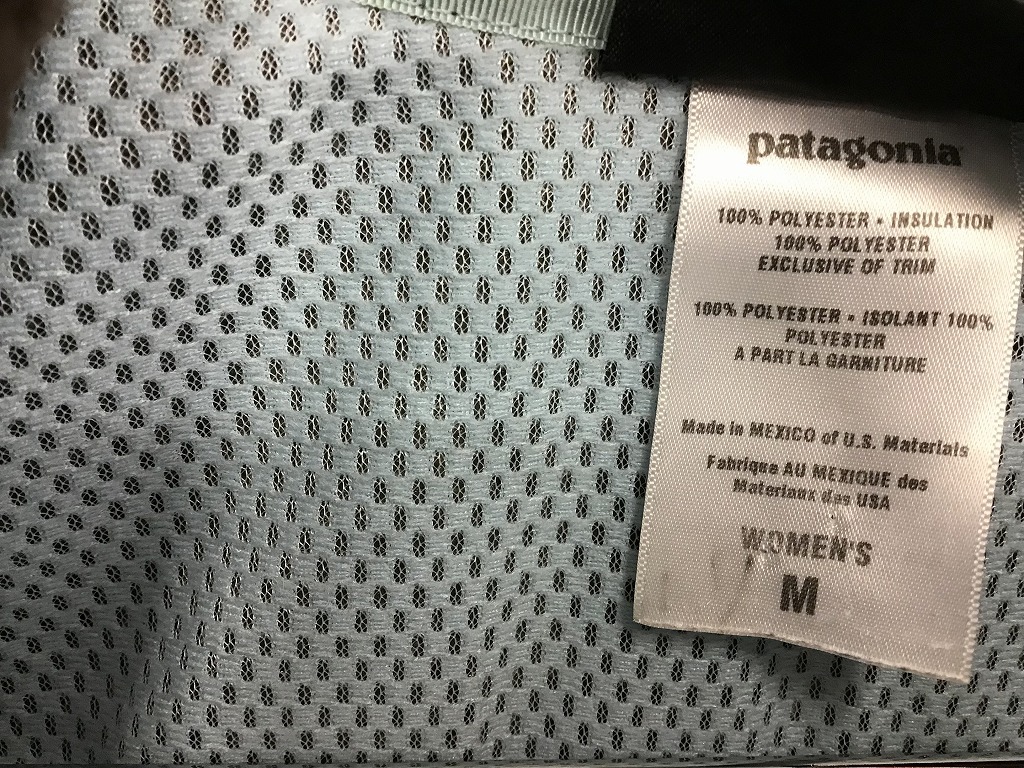 patagonia
100% POLYESTER • INSULATION
100% POLYESTER
EXCLUSIVE OF TRIM
100% POLYESTER • ISOLANT 100%
POLYESTER
A PART LA GARNITURE
Made in MEXICO of U.S. Materials
Fabrique AU MEXIQUE des
Materiaux des USA
WOMEN'S
M